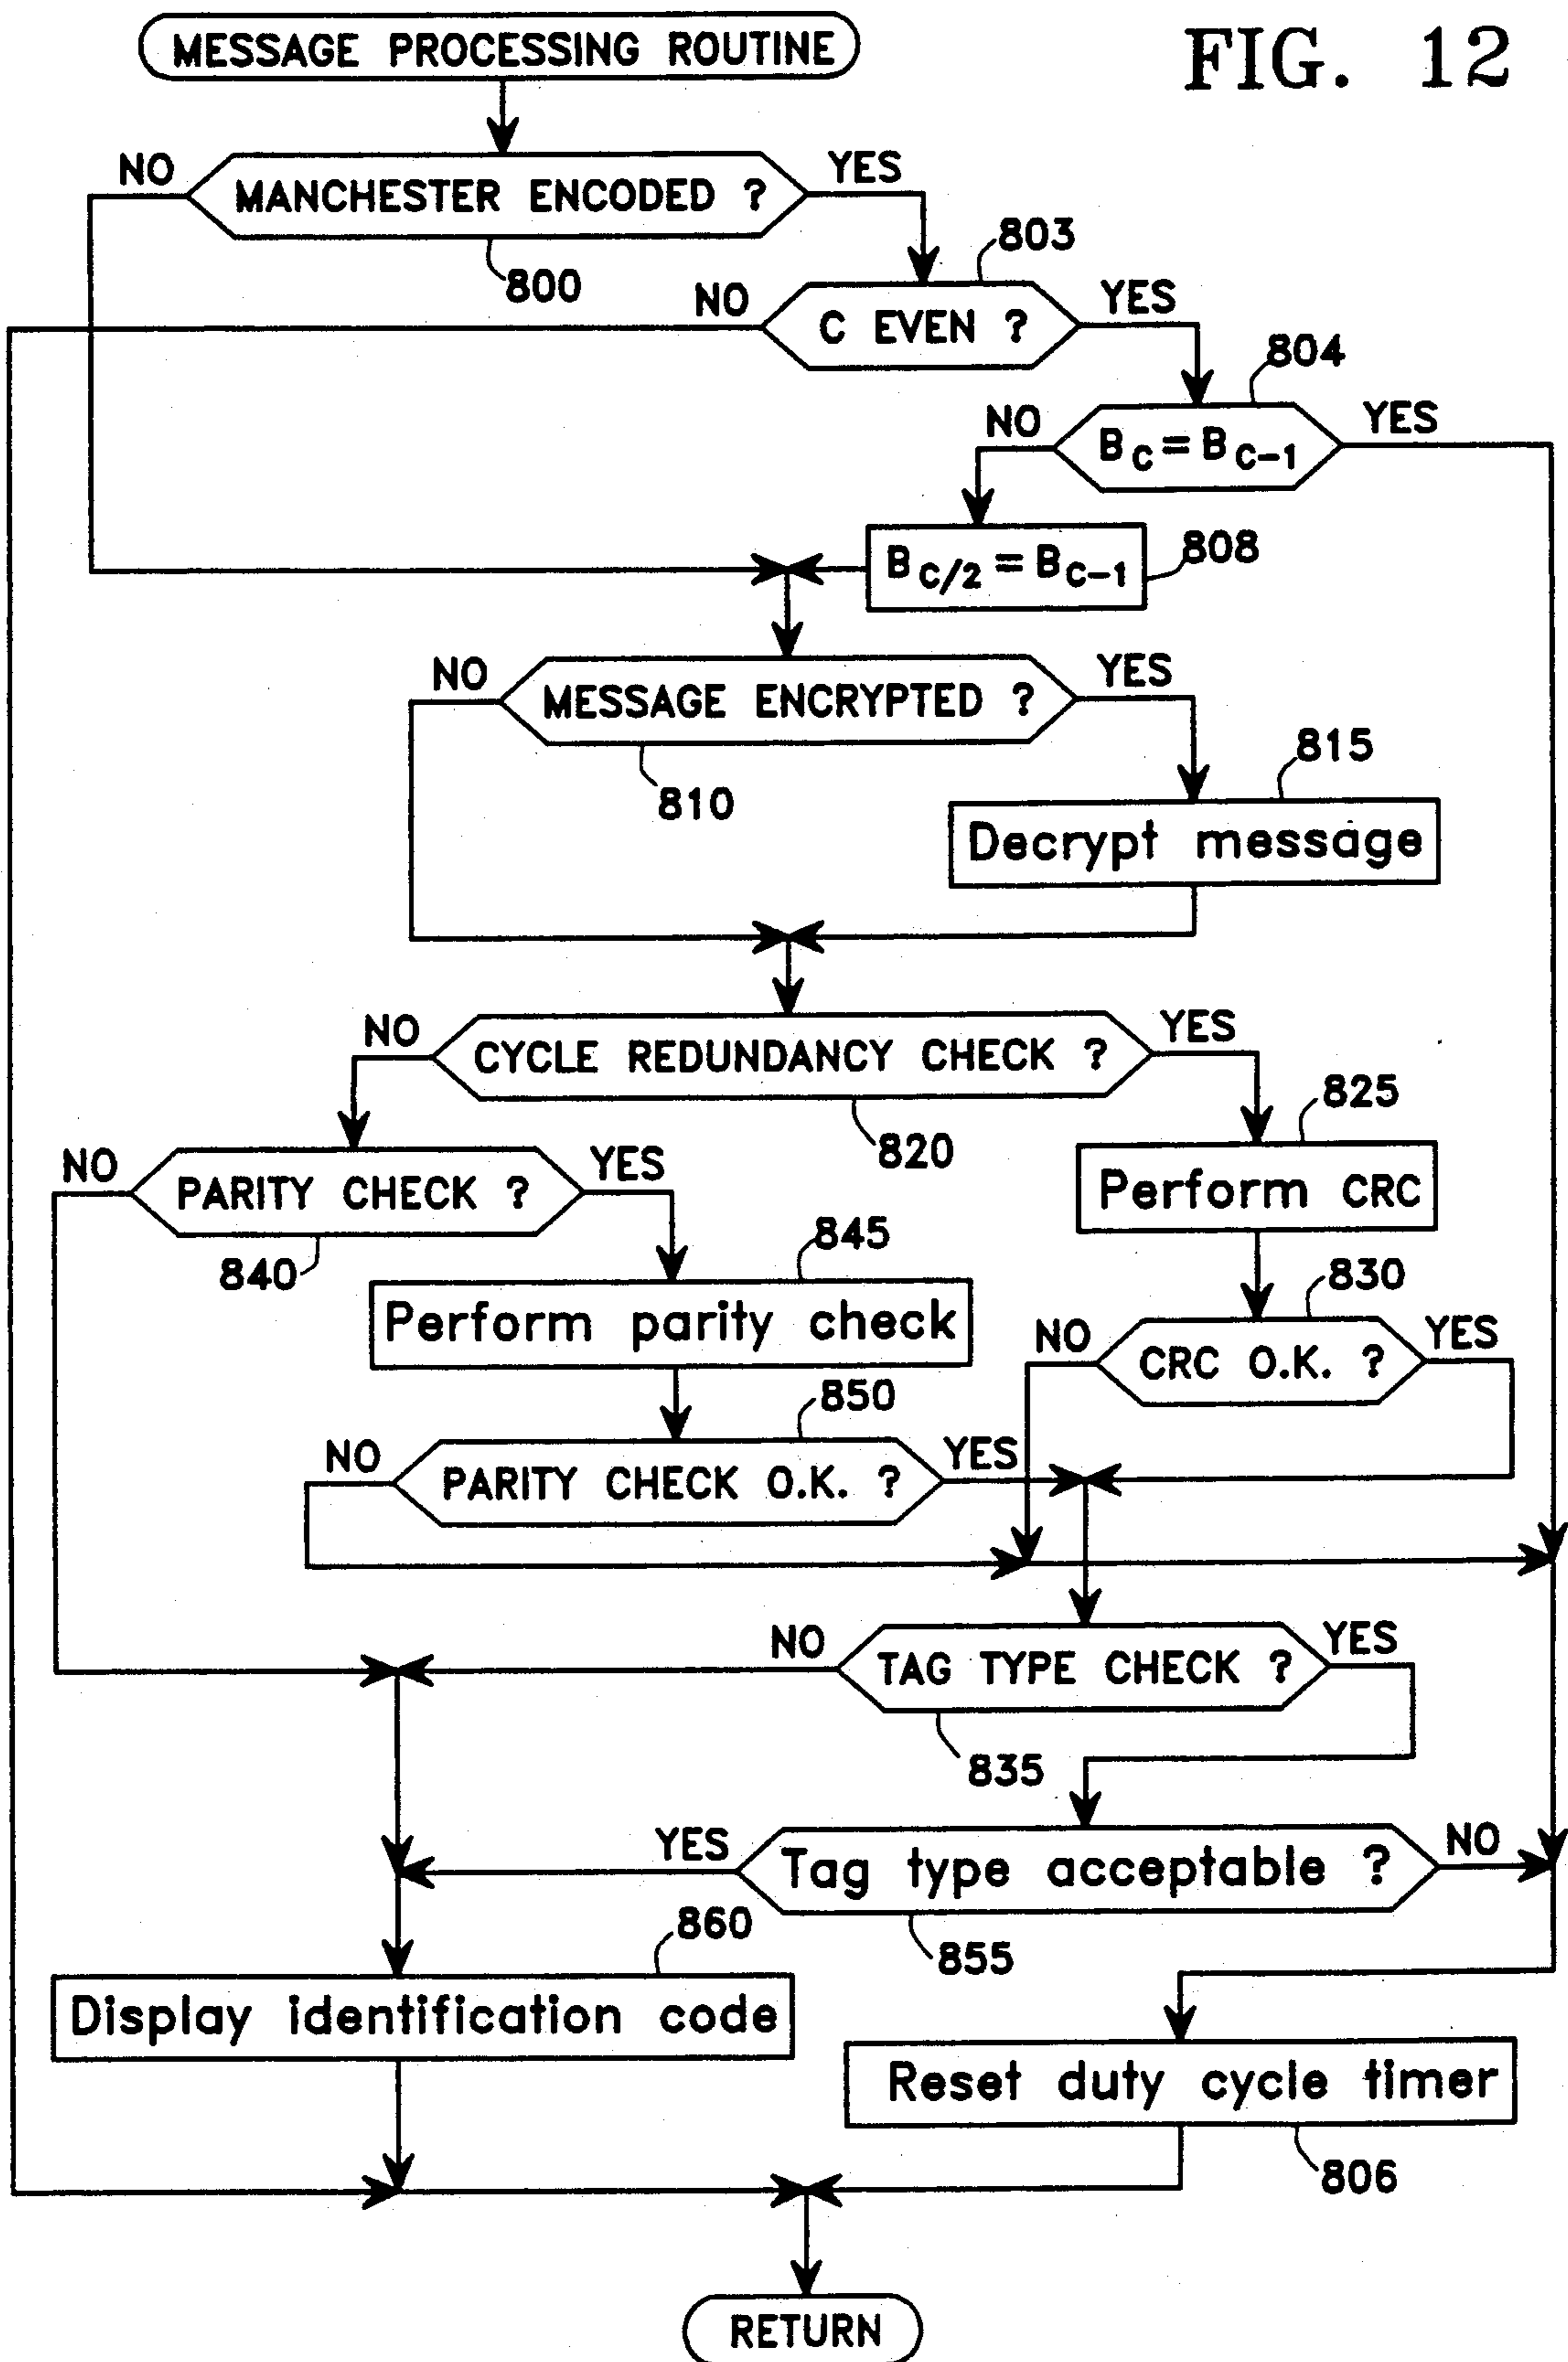 MESSAGE PROCESSING ROUTINE
FIG. 12
NO
MANCHESTER ENCODED ?
YES
800
803
NO
C EVEN ?
YES
804
NO
B C = B C-1
YES
B C/2 = B C-1
808
NO
MESSAGE ENCRYPTED ?
YES
810
815
Decrypt message
NO
CYCLE REDUNDANCY CHECK ?
YES
820
825
NO
PARITY CHECK ?
YES
Perform CRC
840
845
830
Perform parity check
NO
CRC O.K. ?
YES
850
NO
PARITY CHECK O.K. ?
YES
NO
TAG TYPE CHECK ?
YES
835
YES
Tag type acceptable ?
NO
860
855
Display identification code
Reset duty cycle timer
806
RETURN